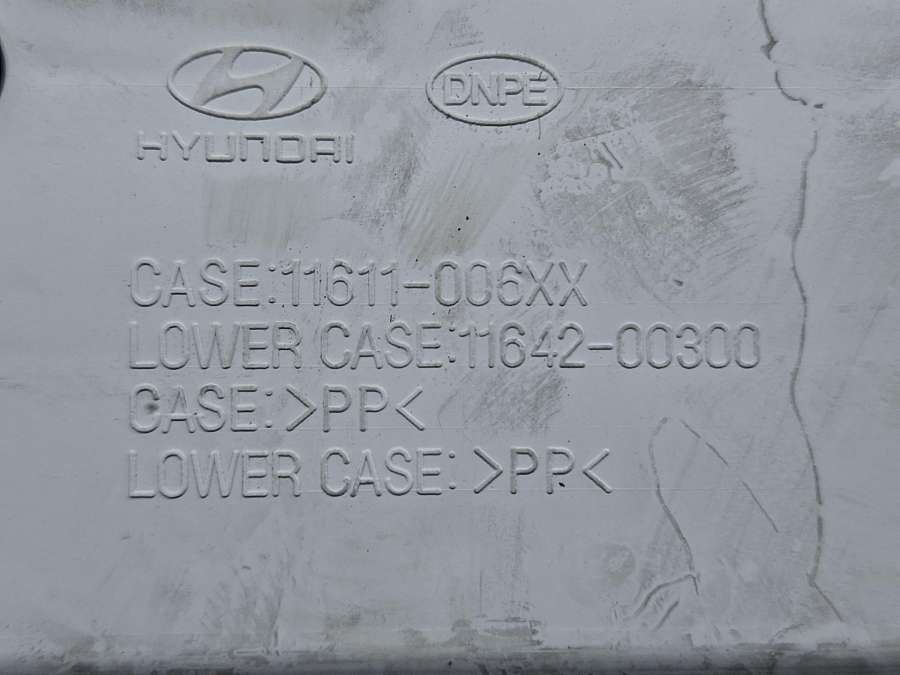 DNPE
HYUNDAI
CASE:11611-006XX
LOWER CASE:11642-00300
CASE: >PP<
LOWER CASE: >PP<